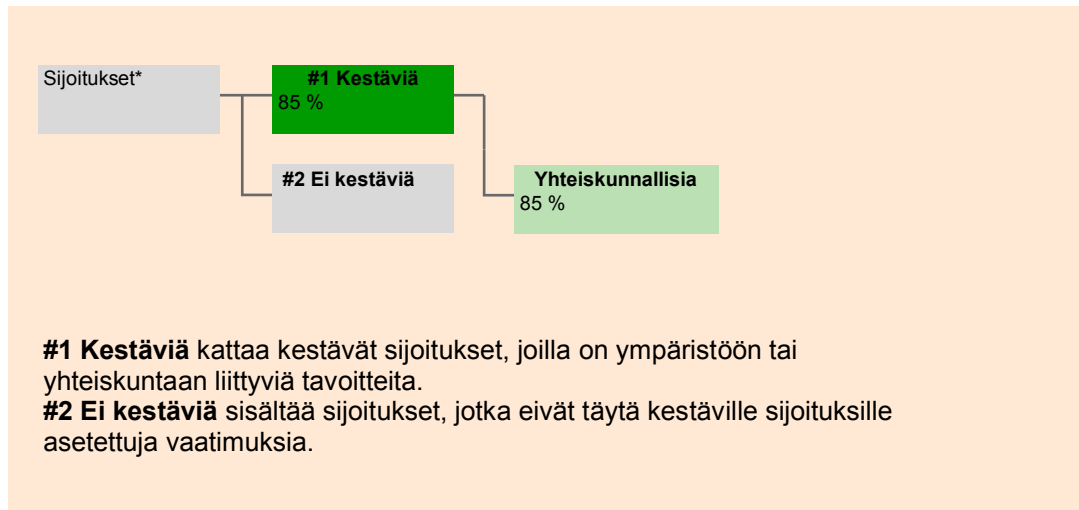 Sijoitukset*
#1 Kestäviä
85 %
#2 Ei kestäviä
Yhteiskunnallisia
85 %
#1 Kestäviä kattaa kestävät sijoitukset, joilla on ympäristöön tai
yhteiskuntaan liittyviä tavoitteita.
#2 Ei kestäviä sisältää sijoitukset, jotka eivät täytä kestäville sijoituksille
asetettuja vaatimuksia.